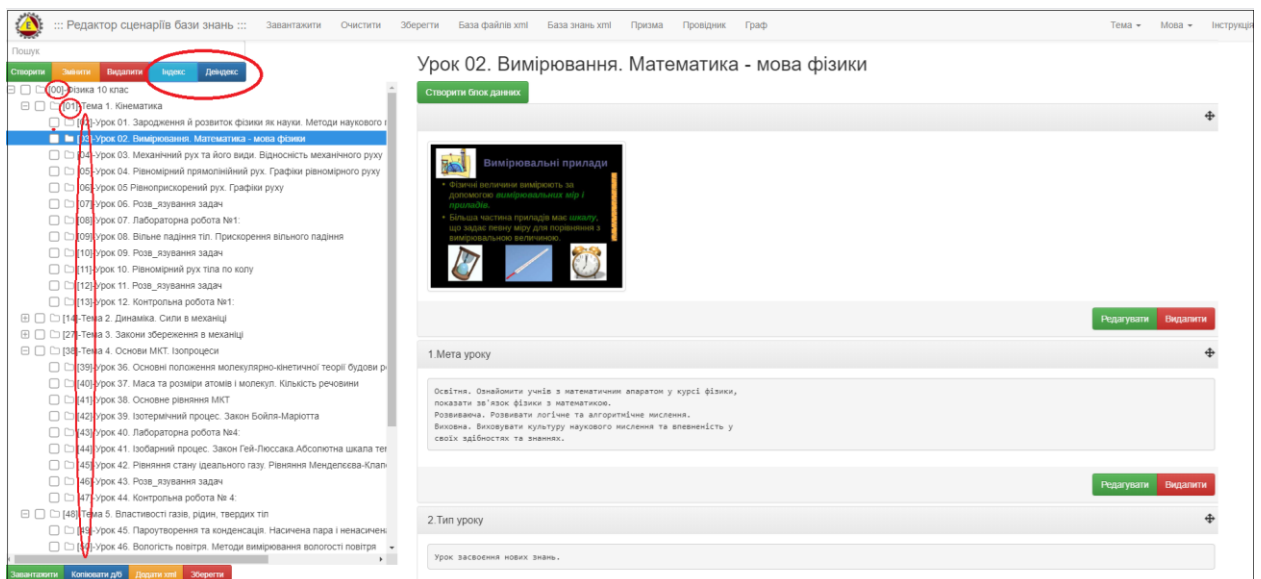 ::: Редактор сценаріїв бази знань ::: Завантажити Очистити Зберегти База файлів xml База знань xml Призма Провідник Граф Тема Мова Інструкція
Пошук
Створити Змінити Видалити Індекс Деіндекс
[00]-Фізика 10 клас
[01]-Тема 1. Кінематика
[02]-Урок 01. Зародження й розвиток фізики як науки. Методи наукового п
[03]-Урок 02. Вимірювання. Математика - мова фізики
[04]-Урок 03. Механічний рух та його види. Відносність механічного руху
[05]-Урок 04. Рівномірний прямолінійний рух. Графіки рівномірного руху
[06]-Урок 05 Рівноприскорений рух. Графіки руху
[07]-Урок 06. Розв_язування задач
[08]-Урок 07. Лабораторна робота №1:
[09]-Урок 08. Вільне падіння тіл. Прискорення вільного падіння
[10]-Урок 09. Розв_язування задач
[11]-Урок 10. Рівномірний рух тіла по колу
[12]-Урок 11. Розв_язування задач
[13]-Урок 12. Контрольна робота №1:
[14]-Тема 2. Динаміка. Сили в механіці
[27]-Тема 3. Закони збереження в механіці
[38]-Тема 4. Основи МКТ. Ізопроцеси
[39]-Урок 36. Основні положення молекулярно-кінетичної теорії будови р
[40]-Урок 37. Маса та розміри атомів і молекул. Кількість речовини
[41]-Урок 38. Основне рівняння МКТ
[42]-Урок 39. Ізотермічний процес. Закон Бойля-Маріотта
[43]-Урок 40. Лабораторна робота №4:
[44]-Урок 41. Ізобарний процес. Закон Гей-Люссака.Абсолютна шкала тем
[45]-Урок 42. Рівняння стану ідеального газу. Рівняння Менделєєва-Клап
[46]-Урок 43. Розв_язування задач
[47]-Урок 44. Контрольна робота № 4:
[48]-Тема 5. Властивості газів, рідин, твердих тіл
[49]-Урок 45. Пароутворення та конденсація. Насичена пара і ненасичен
[50]-Урок 46. Вологість повітря. Методи вимірювання вологості повітря
Завантажити Копіювати д/б Додати xml Зберегти
Урок 02. Вимірювання. Математика - мова фізики
Створити блок данних
Вимірювальні прилади
• Фізичні величини вимірюють за
допомогою вимірювальних мір і
приладів.
• Більша частина приладів має шкалу,
що задає певну міру для порівняння з
вимірювальною величиною.
Редагувати Видалити
1.Мета уроку
Освітня. Ознайомити учнів з математичним апаратом у курсі фізики,
показати зв'язок фізики з математикою.
Розвиваюча. Розвивати логічне та алгоритмічне мислення.
Виховна. Виховувати культуру наукового мислення та впевненість у
своїх здібностях та знаннях.
Редагувати Видалити
2.Тип уроку
Урок засвоєння нових знань.